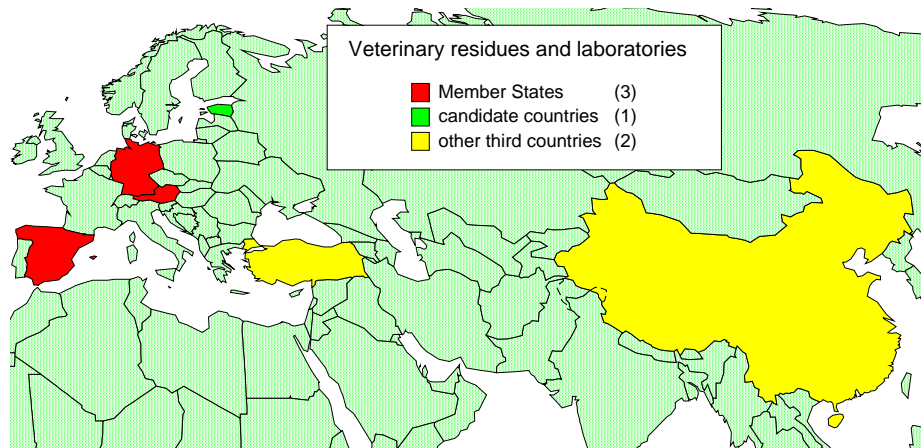 Veterinary residues and laboratories
Member States (3)
candidate countries (1)
other third countries (2)